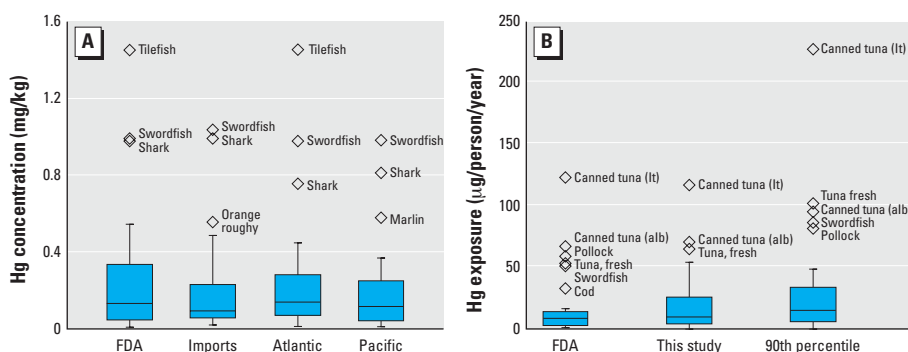 A
Hg concentration (mg/kg)
1.6
1.2
0.8
0.4
0
Tilefish
Swordfish
Shark
Swordfish
Shark
Orange
roughy
Tilefish
Swordfish
Shark
Swordfish
Shark
Marlin
FDA
Imports
Atlantic
Pacific
B
Hg exposure (μg/person/year)
250
200
150
100
50
0
Canned tuna (lt)
Canned tuna (alb)
Pollock
Tuna, fresh
Swordfish
Cod
Canned tuna (lt)
Canned tuna (alb)
Tuna, fresh
Canned tuna (lt)
Tuna fresh
Canned tuna (alb)
Swordfish
Pollock
FDA
This study
90th percentile